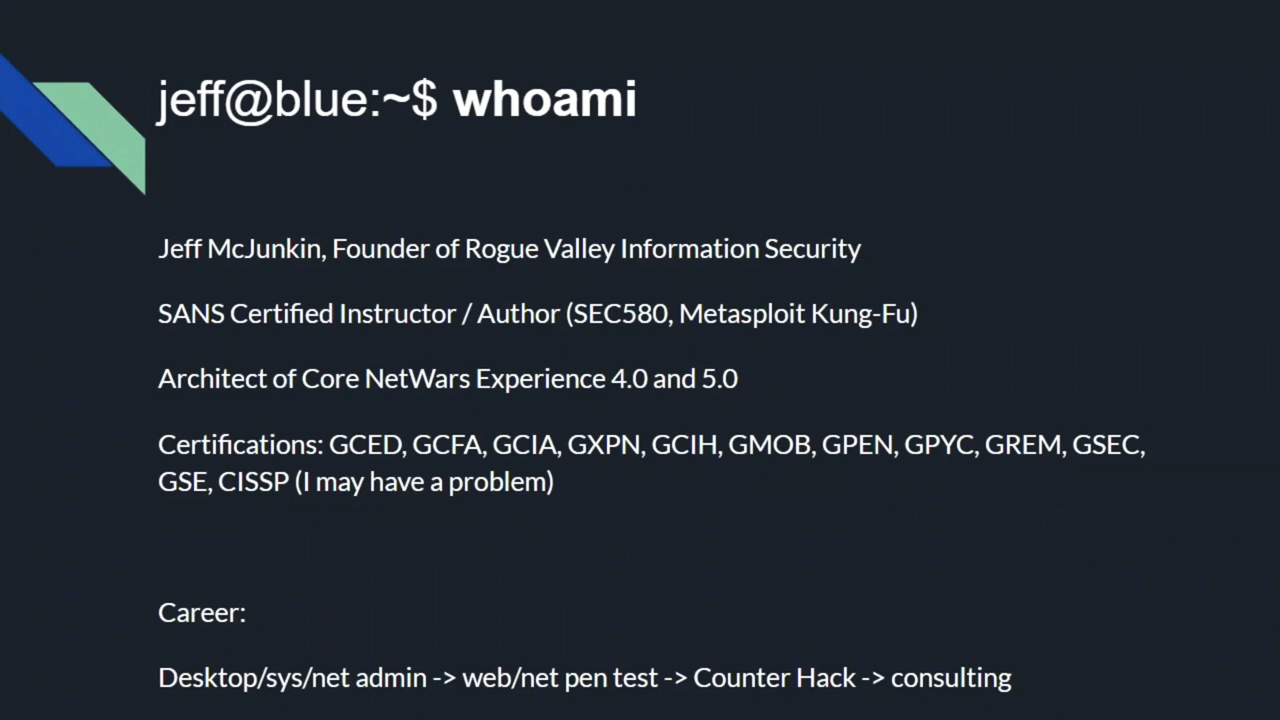 jeff@blue:~$ whoami
Jeff McJunkin, Founder of Rogue Valley Information Security
SANS Certified Instructor / Author (SEC580, Metasploit Kung-Fu)
Architect of Core NetWars Experience 4.0 and 5.0
Certifications: GCED, GCFA, GCIA, GXPN, GCIH, GMOB, GPEN, GPYC, GREM, GSEC,
GSE, CISSP (I may have a problem)
Career:
Desktop/sys/net admin -> web/net pen test -> Counter Hack -> consulting